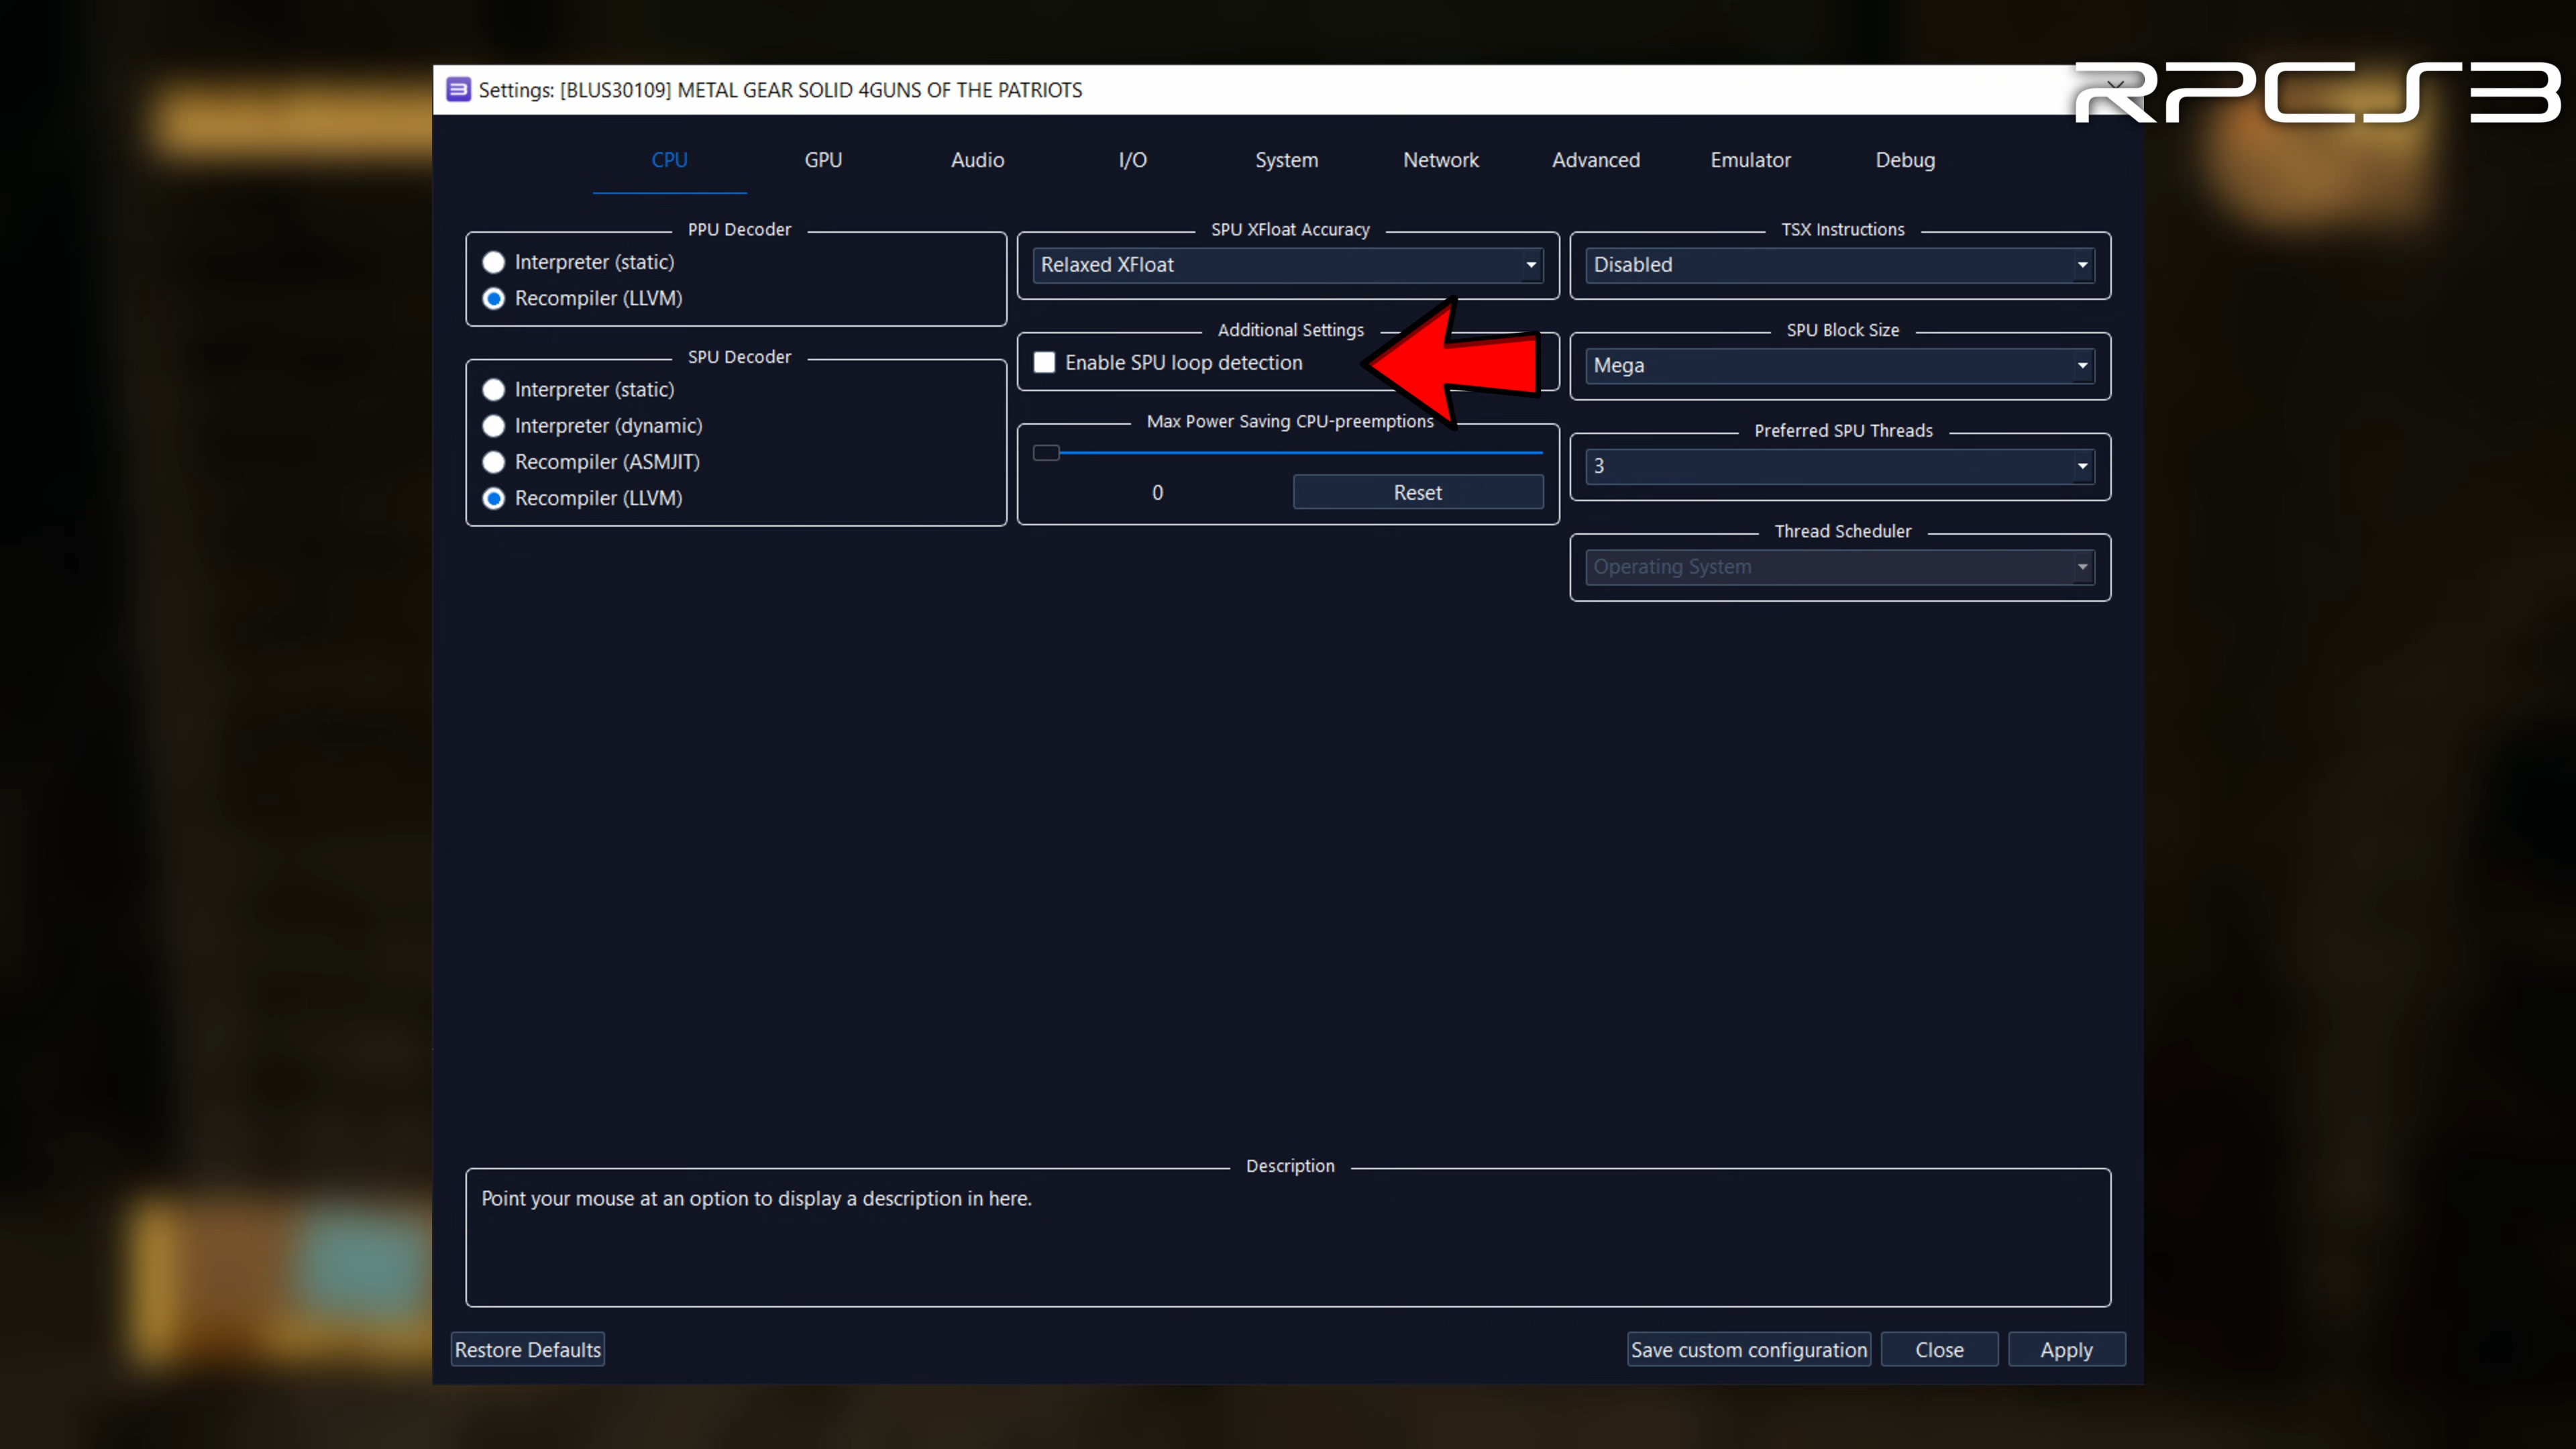 RPCS3
Settings: [BLUS30109] METAL GEAR SOLID 4GUNS OF THE PATRIOTS
CPU GPU Audio I/O System Network Advanced Emulator Debug
PPU Decoder
Interpreter (static)
Recompiler (LLVM)
SPU Decoder
Interpreter (static)
Interpreter (dynamic)
Recompiler (ASMJIT)
Recompiler (LLVM)
SPU XFloat Accuracy
Relaxed XFloat
Additional Settings
Enable SPU loop detection
Max Power Saving CPU-preemptions
0 Reset
TSX Instructions
Disabled
SPU Block Size
Mega
Preferred SPU Threads
3
Thread Scheduler
Operating System
Description
Point your mouse at an option to display a description in here.
Restore Defaults Save custom configuration Close Apply